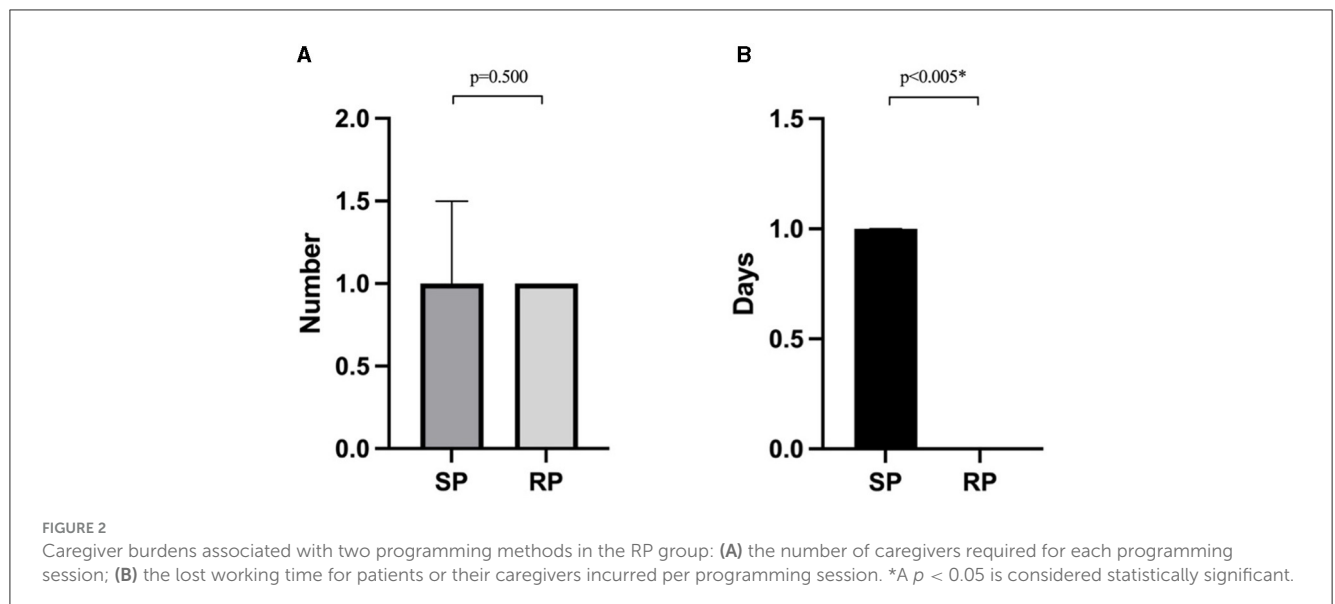 A
p=0.500
2.0
1.5
1.0
0.5
0.0
Number
SP RP
B
p<0.005*
1.5
1.0
0.5
0.0
Days
SP RP
FIGURE 2
Caregiver burdens associated with two programming methods in the RP group: (A) the number of caregivers required for each programming
session; (B) the lost working time for patients or their caregivers incurred per programming session. *A p < 0.05 is considered statistically significant.